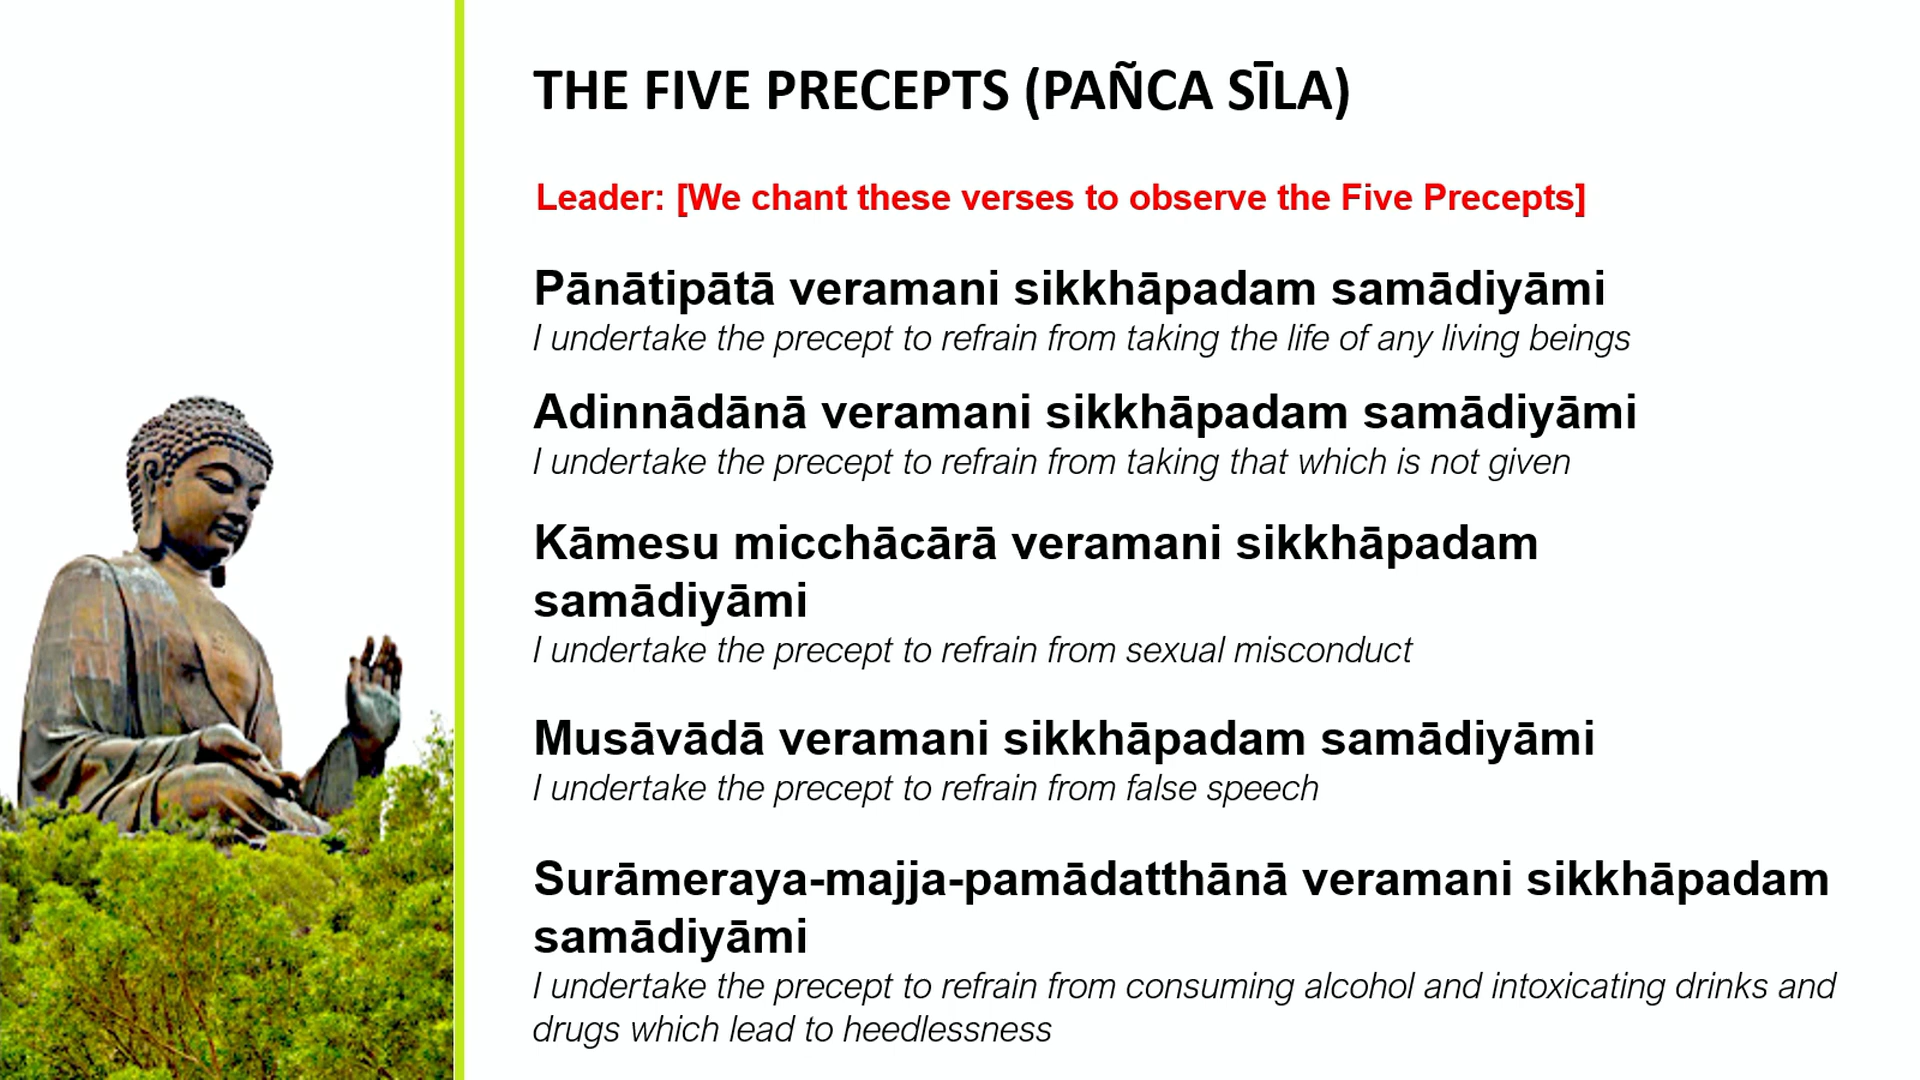 THE FIVE PRECEPTS (PAÑCA SĪLA)
Leader: [We chant these verses to observe the Five Precepts]
Pānātipātā veramani sikkhāpadam samādiyāmi
I undertake the precept to refrain from taking the life of any living beings
Adinnādānā veramani sikkhāpadam samādiyāmi
I undertake the precept to refrain from taking that which is not given
Kāmesu micchācārā veramani sikkhāpadam
samādiyāmi
I undertake the precept to refrain from sexual misconduct
Musāvādā veramani sikkhāpadam samādiyāmi
I undertake the precept to refrain from false speech
Surāmeraya-majja-pamādatthānā veramani sikkhāpadam
samādiyāmi
I undertake the precept to refrain from consuming alcohol and intoxicating drinks and
drugs which lead to heedlessness